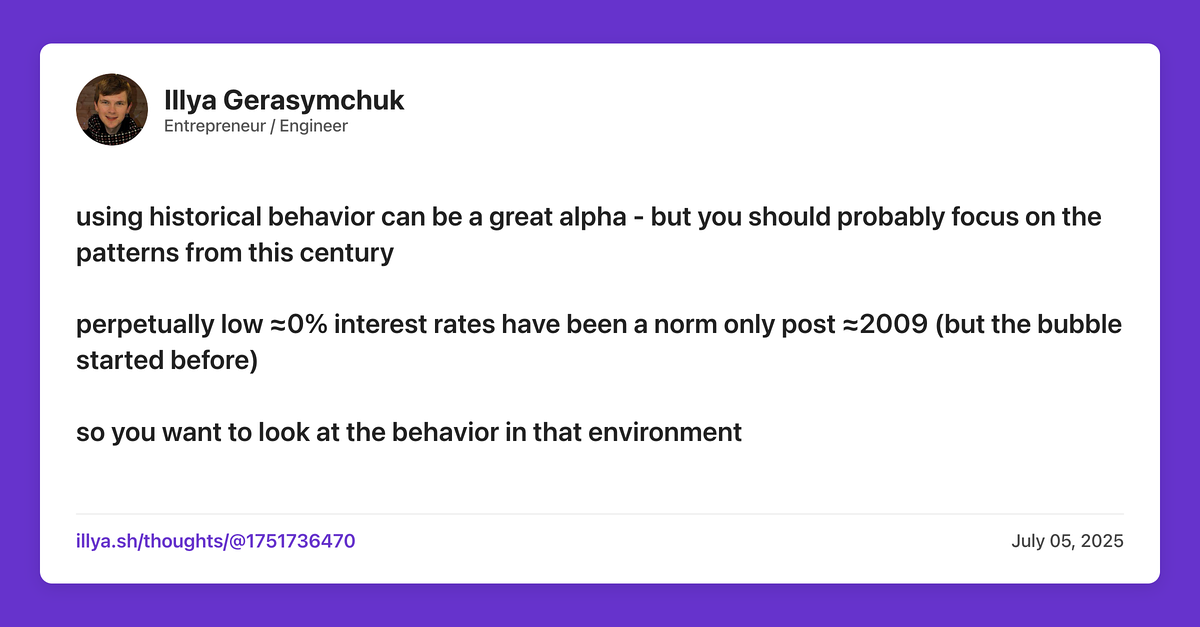 Illya Gerasymchuk
Entrepreneur / Engineer
using historical behavior can be a great alpha - but you should probably focus on the
patterns from this century
perpetually low ≈0% interest rates have been a norm only post ≈2009 (but the bubble
started before)
so you want to look at the behavior in that environment
illya.sh/thoughts/@1751736470
July 05, 2025